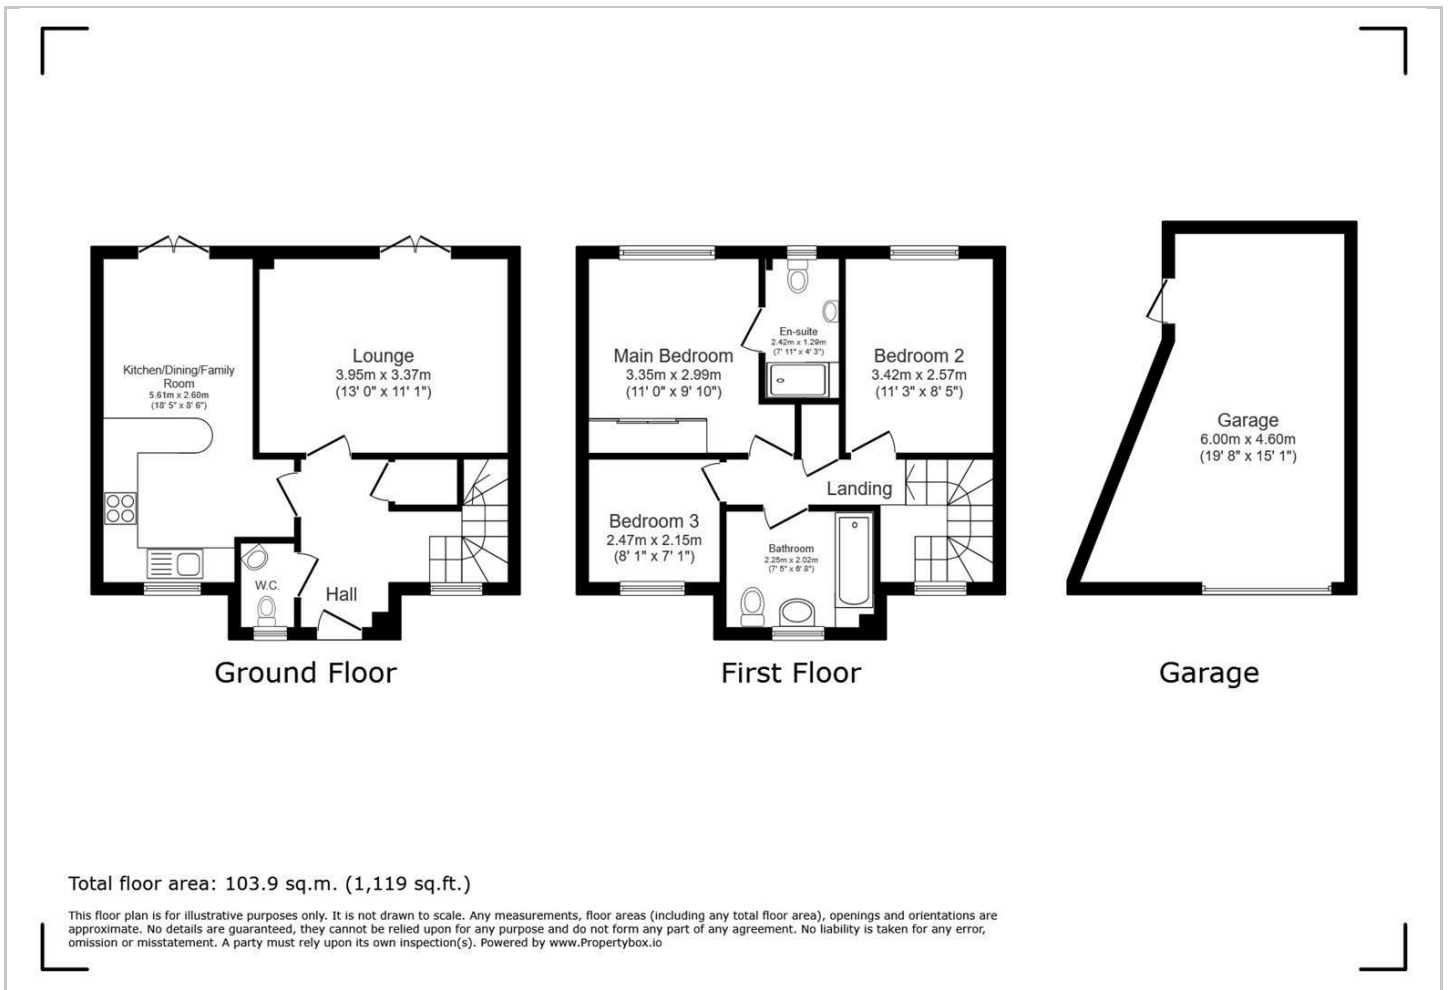 Kitchen/Dining/Family
Room
5.61m x 2.60m
(18' 5" x 8' 6")
Lounge
3.95m x 3.37m
(13' 0" x 11' 1")
W.C.
Hall
Ground Floor
Main Bedroom
3.35m x 2.99m
(11' 0" x 9' 10")
En-suite
2.42m x 1.29m
(7' 11" x 4' 3")
Bedroom 2
3.42m x 2.57m
(11' 3" x 8' 5")
Landing
Bedroom 3
2.47m x 2.15m
(8' 1" x 7' 1")
Bathroom
2.25m x 2.02m
(7' 5" x 6' 8")
First Floor
Garage
6.00m x 4.60m
(19' 8" x 15' 1")
Garage
Total floor area: 103.9 sq.m. (1,119 sq.ft.)
This floor plan is for illustrative purposes only. It is not drawn to scale. Any measurements, floor areas (including any total floor area), openings and orientations are
approximate. No details are guaranteed, they cannot be relied upon for any purpose and do not form any part of any agreement. No liability is taken for any error,
omission or misstatement. A party must rely upon its own inspection(s). Powered by www.Propertybox.io